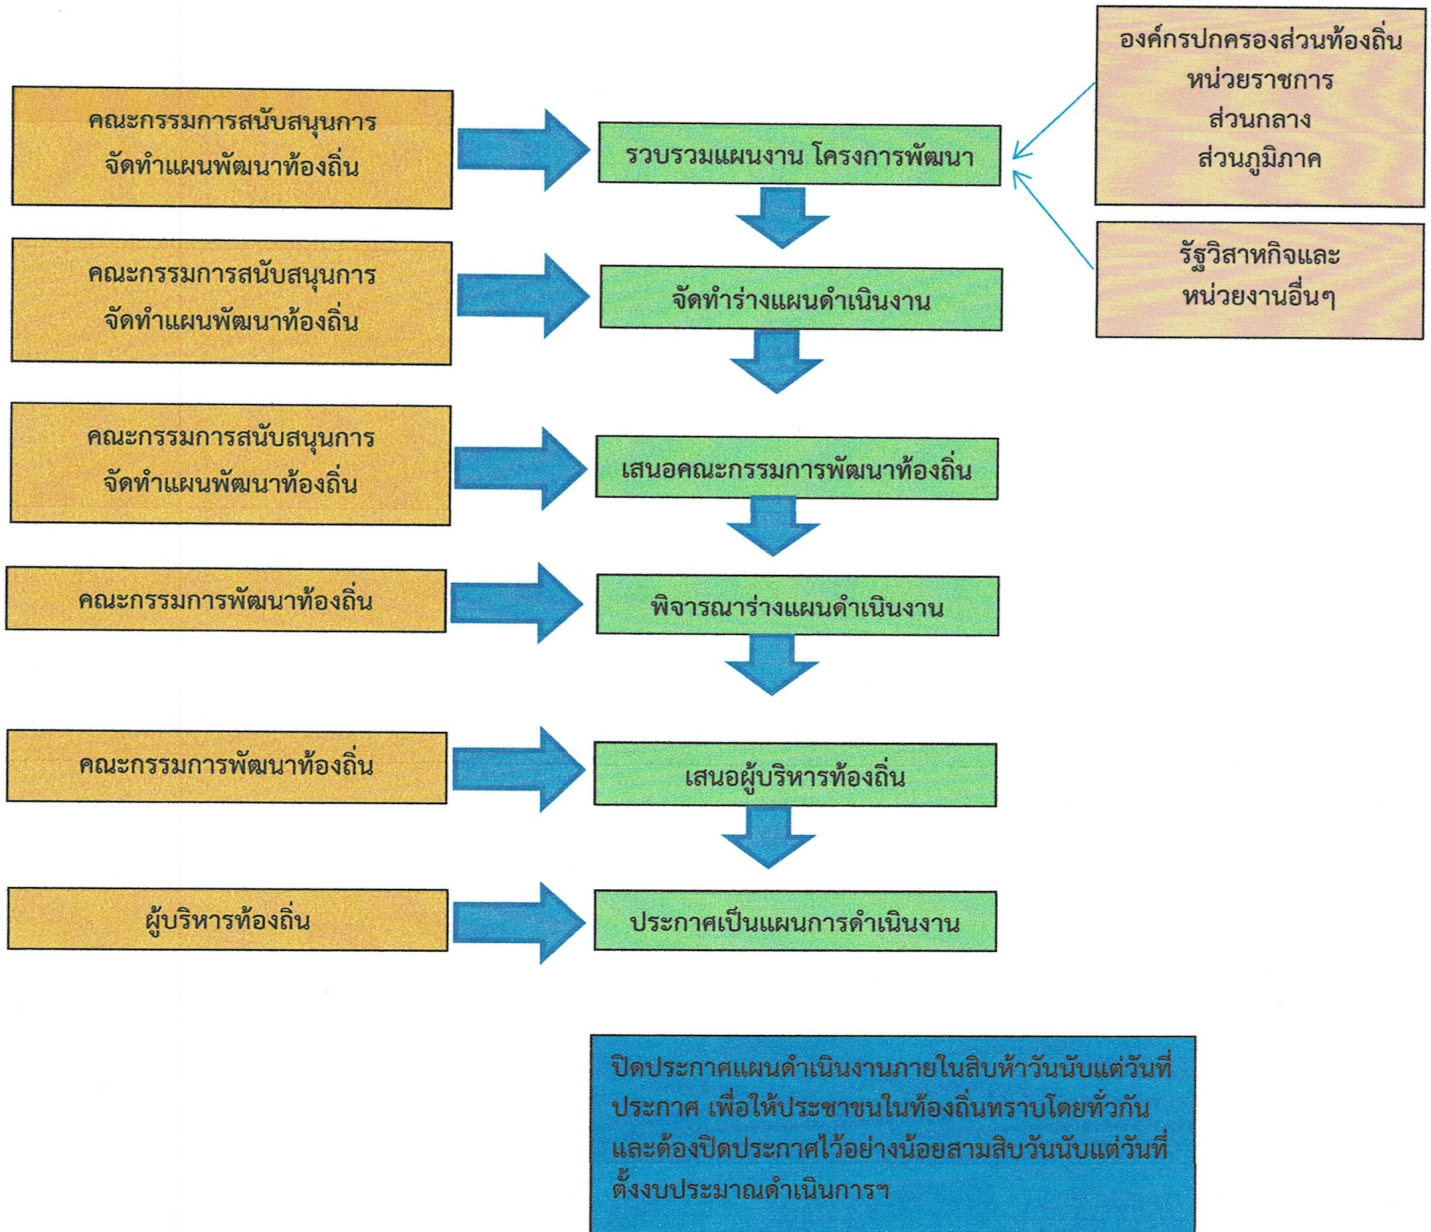 องค์กรปกครองส่วนท้องถิ่น
หน่วยราชการ
ส่วนกลาง
ส่วนภูมิภาค
คณะกรรมการสนับสนุนการ
จัดทำแผนพัฒนาท้องถิ่น
รวบรวมแผนงาน โครงการพัฒนา
รัฐวิสาหกิจและ
หน่วยงานอื่นๆ
คณะกรรมการสนับสนุนการ
จัดทำแผนพัฒนาท้องถิ่น
จัดทำร่างแผนดำเนินงาน
คณะกรรมการสนับสนุนการ
จัดทำแผนพัฒนาท้องถิ่น
เสนอคณะกรรมการพัฒนาท้องถิ่น
คณะกรรมการพัฒนาท้องถิ่น
พิจารณาร่างแผนดำเนินงาน
คณะกรรมการพัฒนาท้องถิ่น
เสนอผู้บริหารท้องถิ่น
ผู้บริหารท้องถิ่น
ประกาศเป็นแผนการดำเนินงาน
ปิดประกาศแผนดำเนินงานภายในสิบห้าวันนับแต่วันที่
ประกาศ เพื่อให้ประชาขนในท้องถิ่นทราบโดยทั่วกัน
และต้องปิดประกาศไว้อย่างน้อยสามสิบวันนับแต่วันที่
ตั้งงบประมาณดำเนินการฯ